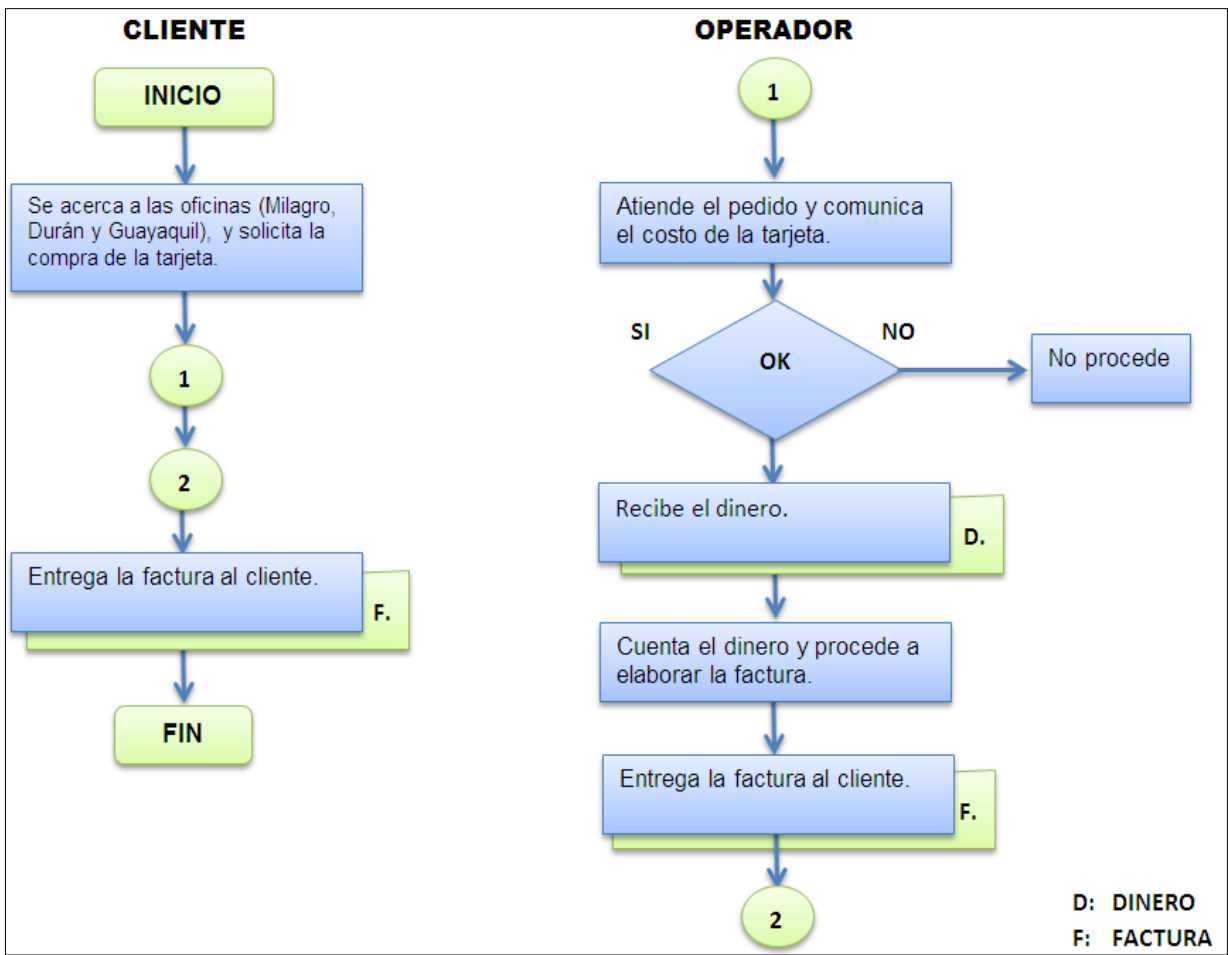 CLIENTE
INICIO
Se acerca a las oficinas (Milagro,
Durán y Guayaquil), y solicita la
compra de la tarjeta.
1
2
Entrega la factura al cliente.
F.
FIN
OPERADOR
1
Atiende el pedido y comunica
el costo de la tarjeta.
SI
OK
NO
No procede
Recibe el dinero.
D.
Cuenta el dinero y procede a
elaborar la factura.
Entrega la factura al cliente.
F.
2
D: DINERO
F: FACTURA